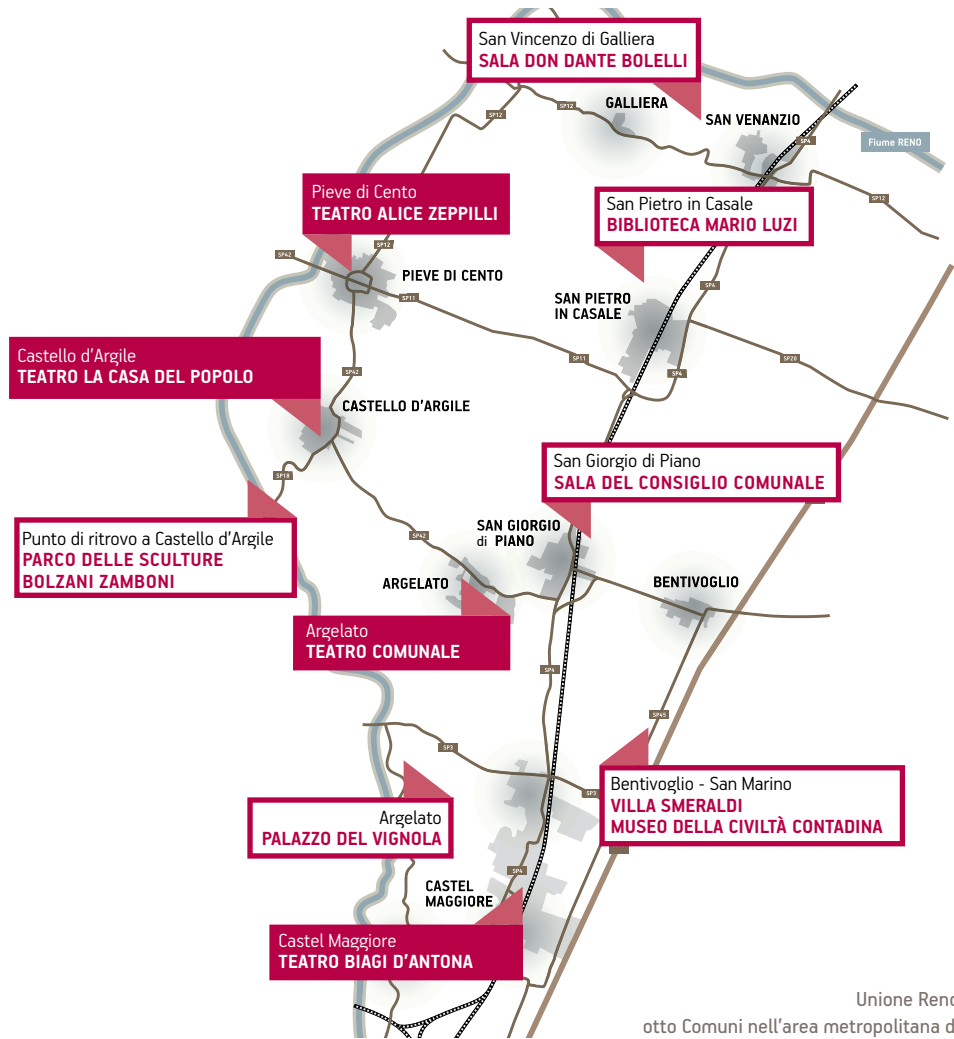 San Vincenzo di Galliera
SALA DON DANTE BOLELLI
GALLIERA
SP12
SP12
SAN VENANZIO
SP4
Fiume RENO
Pieve di Cento
TEATRO ALICE ZEPPILLI
San Pietro in Casale
BIBLIOTECA MARIO LUZI
SP12
SP12
SP42
PIEVE DI CENTO
SP11
SP4
SAN PIETRO
IN CASALE
Castello d'Argile
TEATRO LA CASA DEL POPOLO
SP42
SP11
SP20
SP4
CASTELLO D'ARGILE
San Giorgio di Piano
SALA DEL CONSIGLIO COMUNALE
SP18
Punto di ritrovo a Castello d'Argile
PARCO DELLE SCULTURE
BOLZANI ZAMBONI
SP42
SAN GIORGIO
di PIANO
ARGELATO
BENTIVOGLIO
Argelato
TEATRO COMUNALE
SP4
SP45
SP3
Bentivoglio - San Marino
VILLA SMERALDI
MUSEO DELLA CIVILTÀ CONTADINA
SP3
Argelato
PALAZZO DEL VIGNOLA
SP4
CASTEL
MAGGIORE
Castel Maggiore
TEATRO BIAGI D'ANTONA
Unione Reno
otto Comuni nell'area metropolitana d